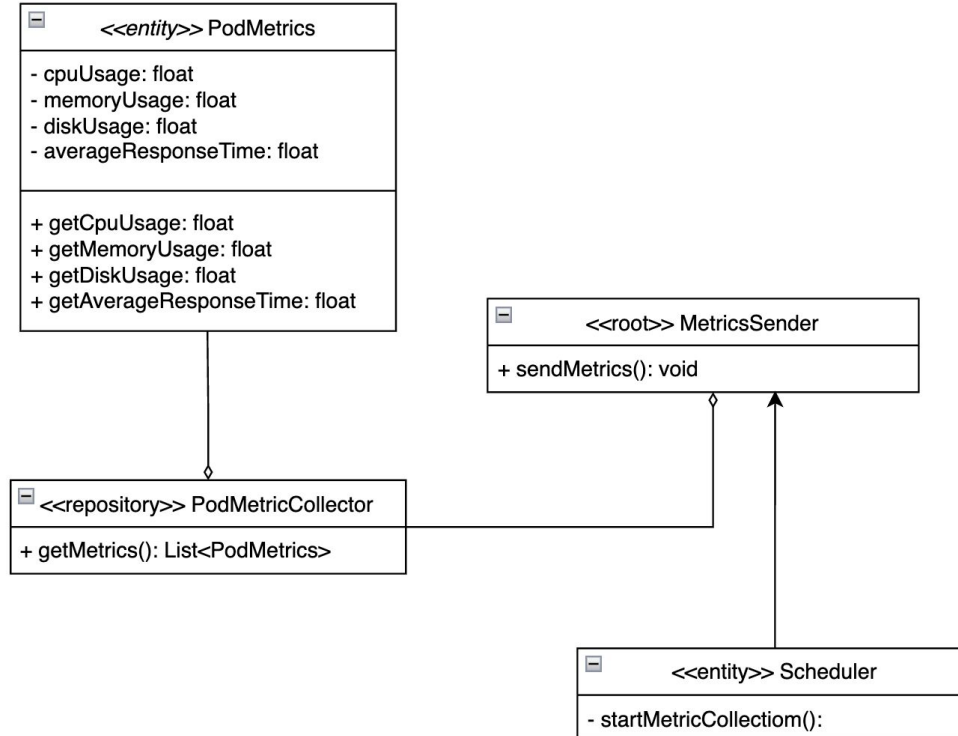 <<entity>> PodMetrics
- cpuUsage: float
- memoryUsage: float
- diskUsage: float
- averageResponseTime: float
+ getCpuUsage: float
+ getMemoryUsage: float
+ getDiskUsage: float
+ getAverageResponseTime: float
<<root>> MetricsSender
+ sendMetrics(): void
<<repository>> PodMetricCollector
+ getMetrics(): List<PodMetrics>
<<entity>> Scheduler
- startMetricCollectiom():